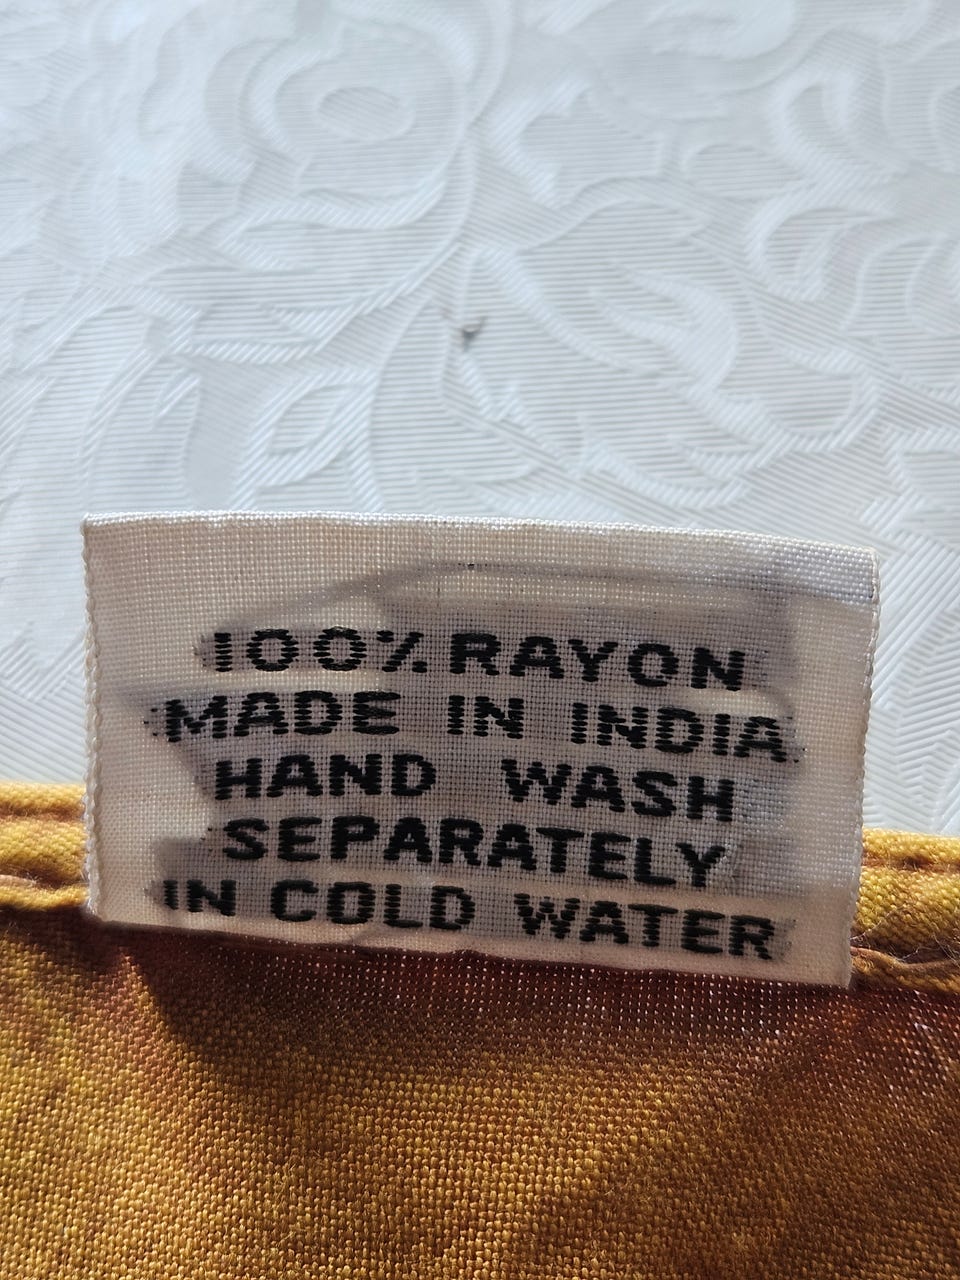 100% RAYON
MADE IN INDIA
HAND WASH
SEPARATELY
IN COLD WATER